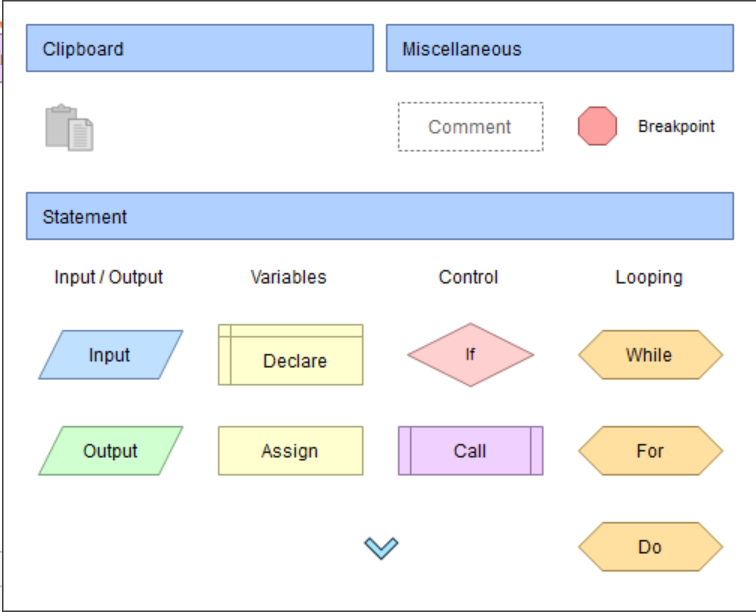 Clipboard
Miscellaneous
Comment
Breakpoint
Statement
Input / Output
Variables
Control
Looping
Input
Declare
If
While
Output
Assign
Call
For
Do